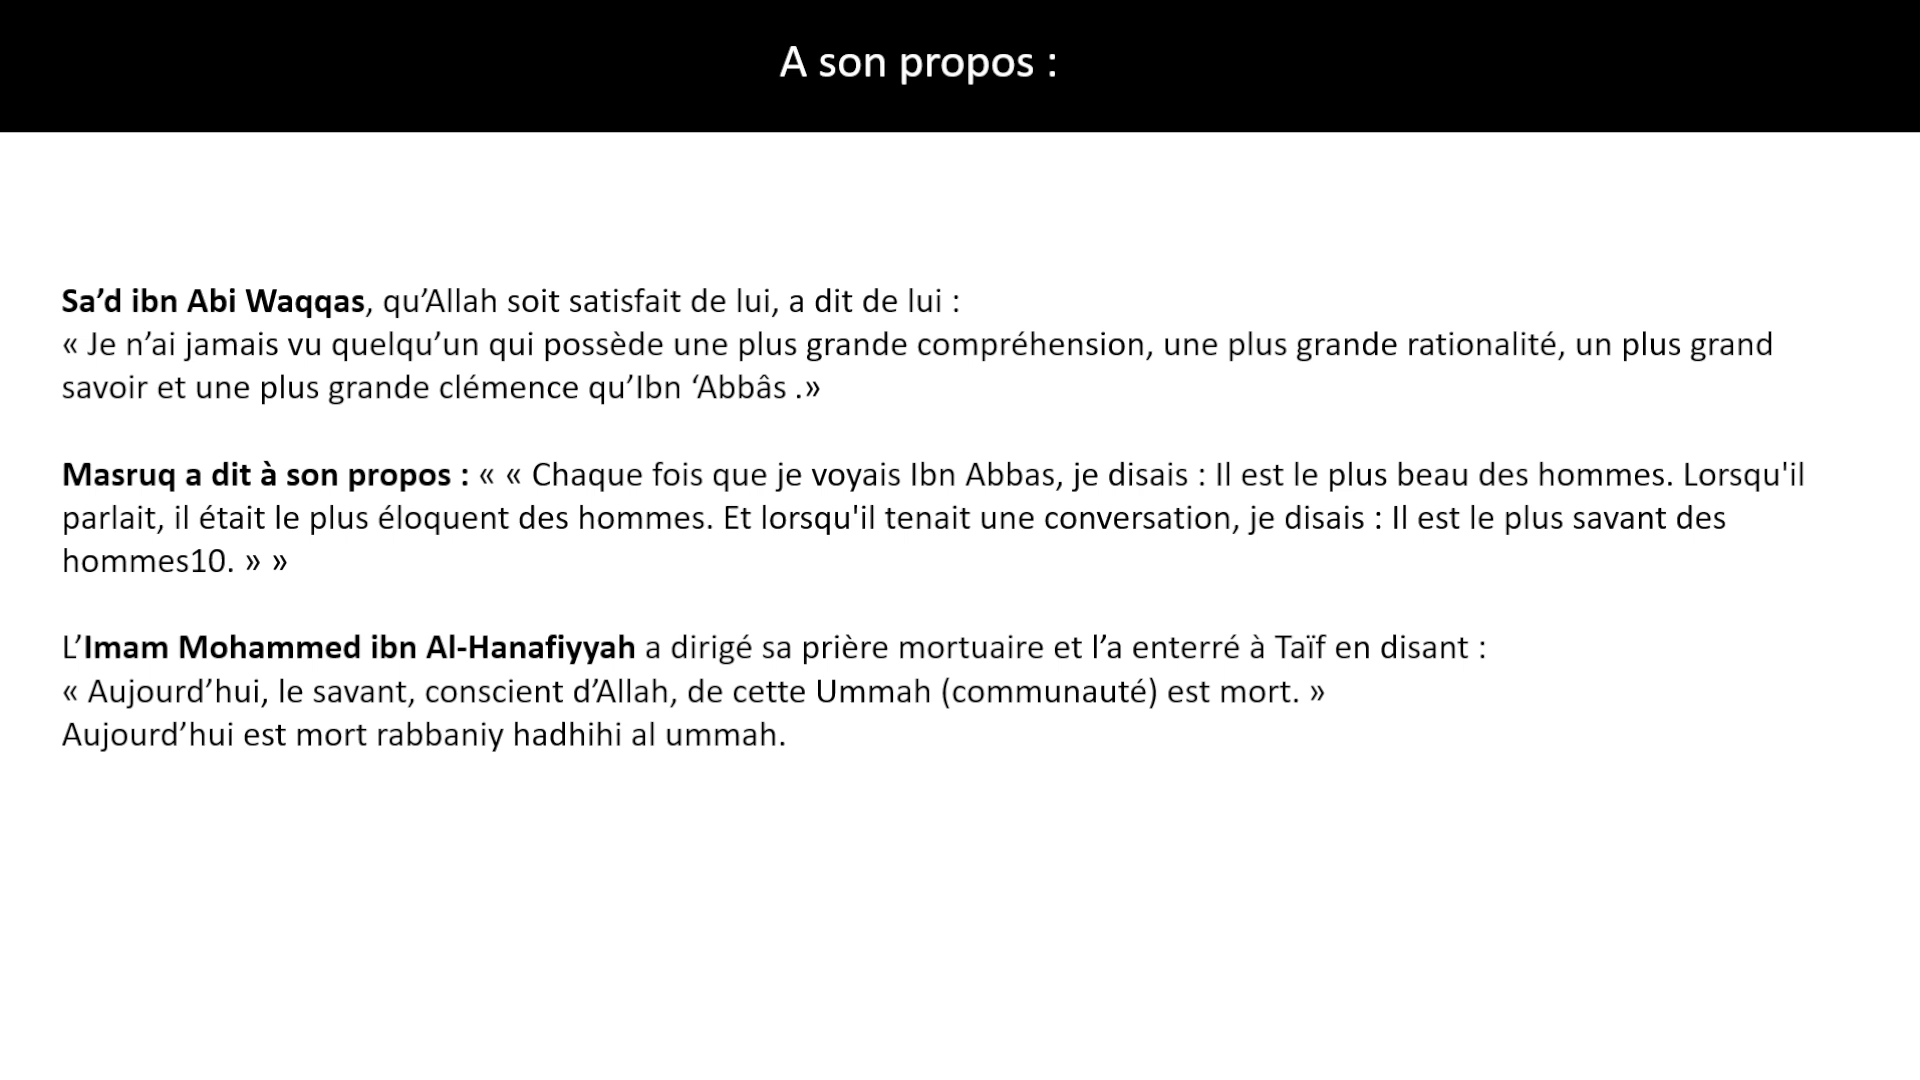 A son propos :
Sa’d ibn Abi Waqqas, qu’Allah soit satisfait de lui, a dit de lui :
« Je n’ai jamais vu quelqu’un qui possède une plus grande compréhension, une plus grande rationalité, un plus grand
savoir et une plus grande clémence qu’Ibn ‘Abbâs .»
Masruq a dit à son propos : « « Chaque fois que je voyais Ibn Abbas, je disais : Il est le plus beau des hommes. Lorsqu'il
parlait, il était le plus éloquent des hommes. Et lorsqu'il tenait une conversation, je disais : Il est le plus savant des
hommes10. » »
L’Imam Mohammed ibn Al-Hanafiyyah a dirigé sa prière mortuaire et l’a enterré à Taïf en disant :
« Aujourd’hui, le savant, conscient d’Allah, de cette Ummah (communauté) est mort. »
Aujourd’hui est mort rabbaniy hadhihi al ummah.